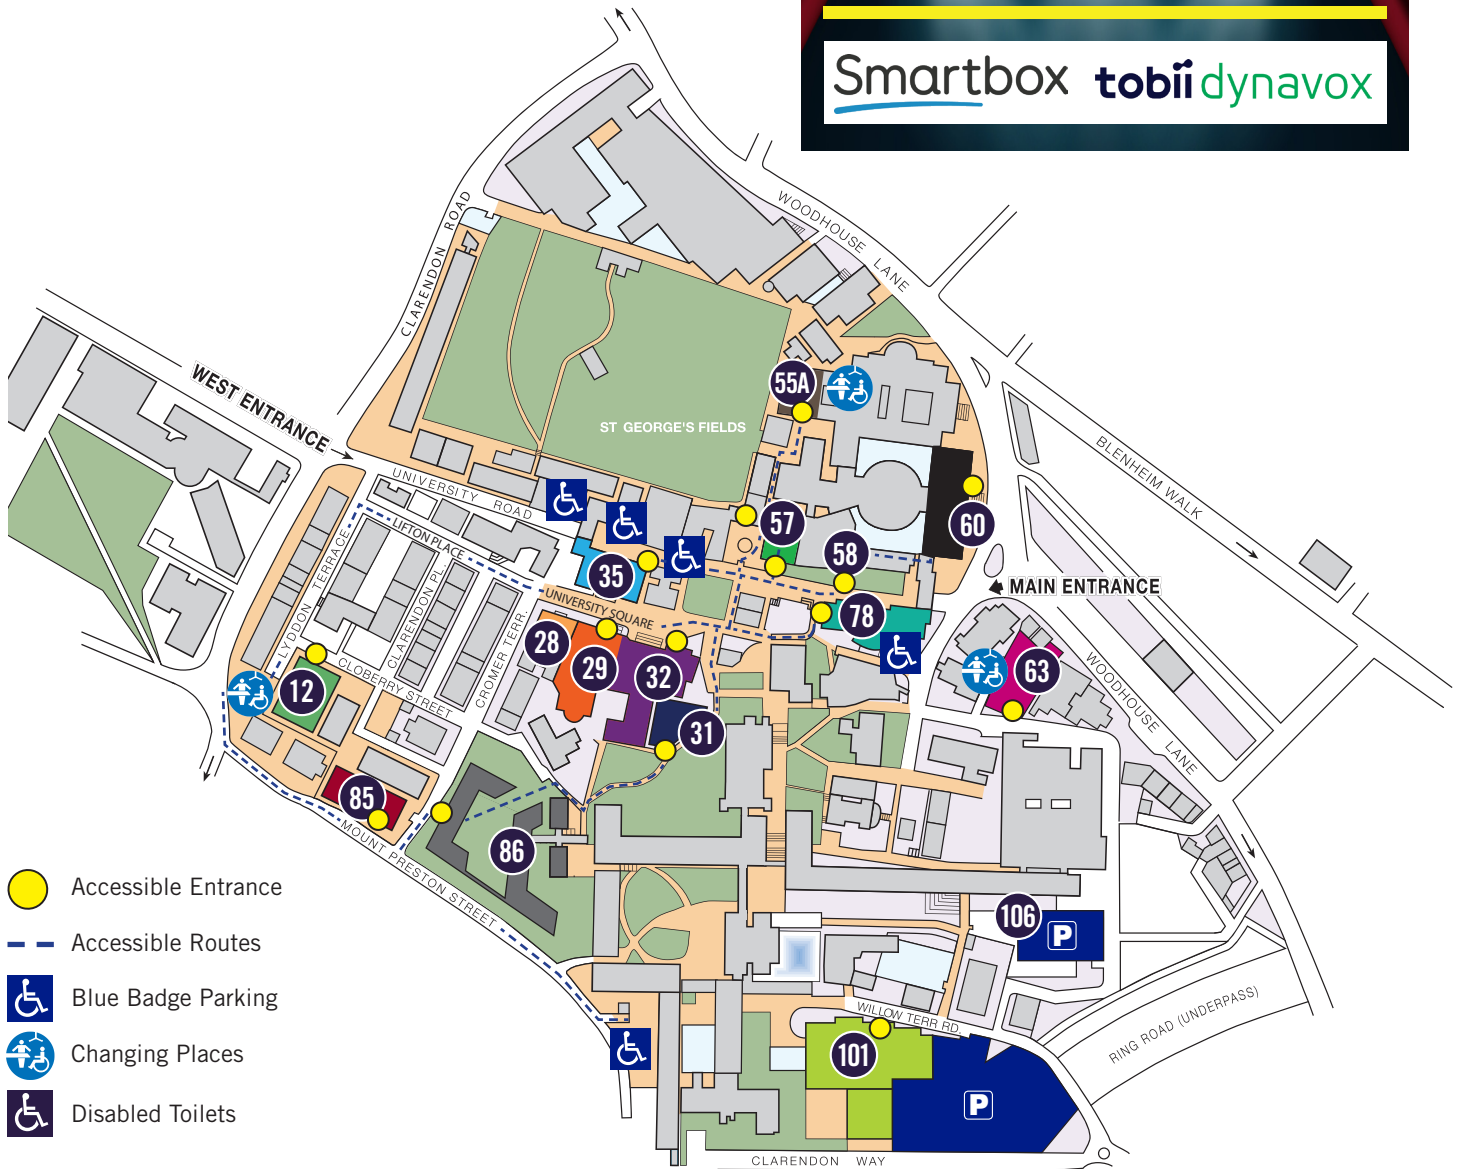 Smartbox tobii dynavox
WOODHOUSE LANE
CLARENDON ROAD
WEST ENTRANCE
55A
ST GEORGE'S FIELDS
BLENHEIM WALK
UNIVERSITY ROAD
LIFTON PLACE
57
60
58
35
MAIN ENTRANCE
UNIVERSITY SQUARE
78
LYDDON TERRACE
CLARENDON PL.
CROMER TERR.
28
29
32
63
12
CLOBERRY STREET
WOODHOUSE LANE
31
85
MOUNT PRESTON STREET
86
Accessible Entrance
106
P
Accessible Routes
Blue Badge Parking
WILLOW TERR RD.
RING ROAD (UNDERPASS)
Changing Places
101
P
Disabled Toilets
CLARENDON WAY